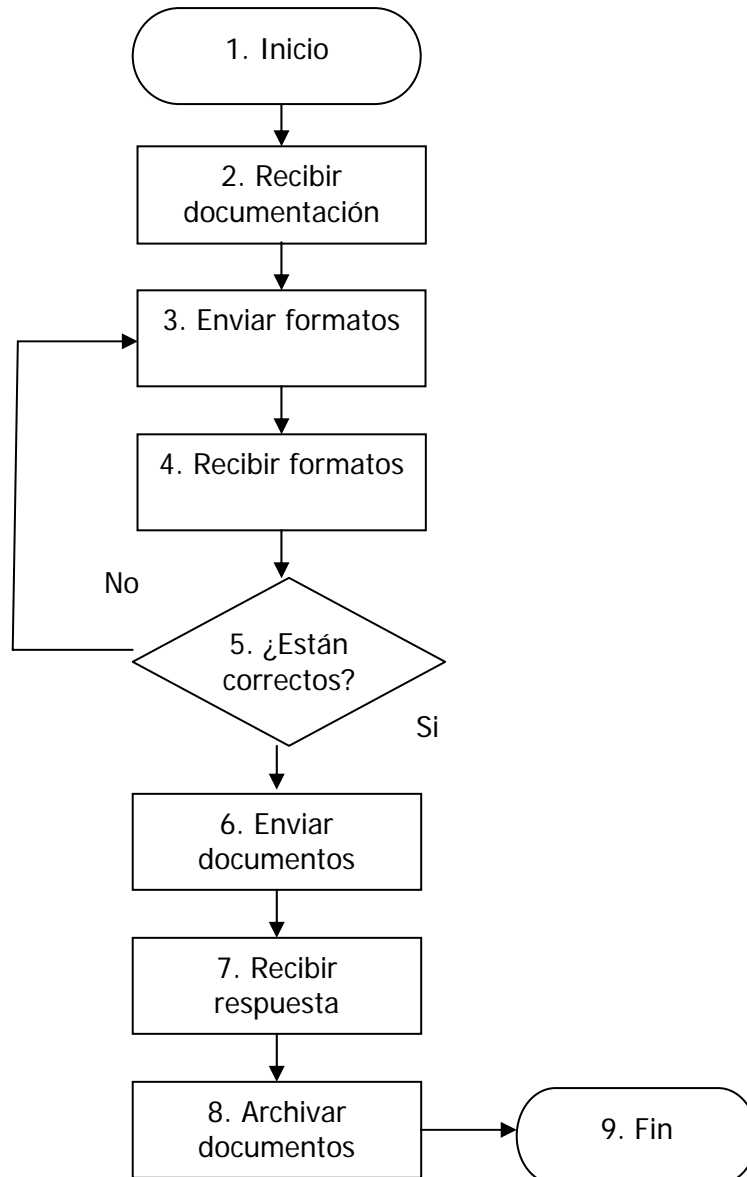 1. Inicio
2. Recibir
documentación
3. Enviar formatos
4. Recibir formatos
No
5. ¿Están
correctos?
Si
6. Enviar
documentos
7. Recibir
respuesta
8. Archivar
documentos
9. Fin